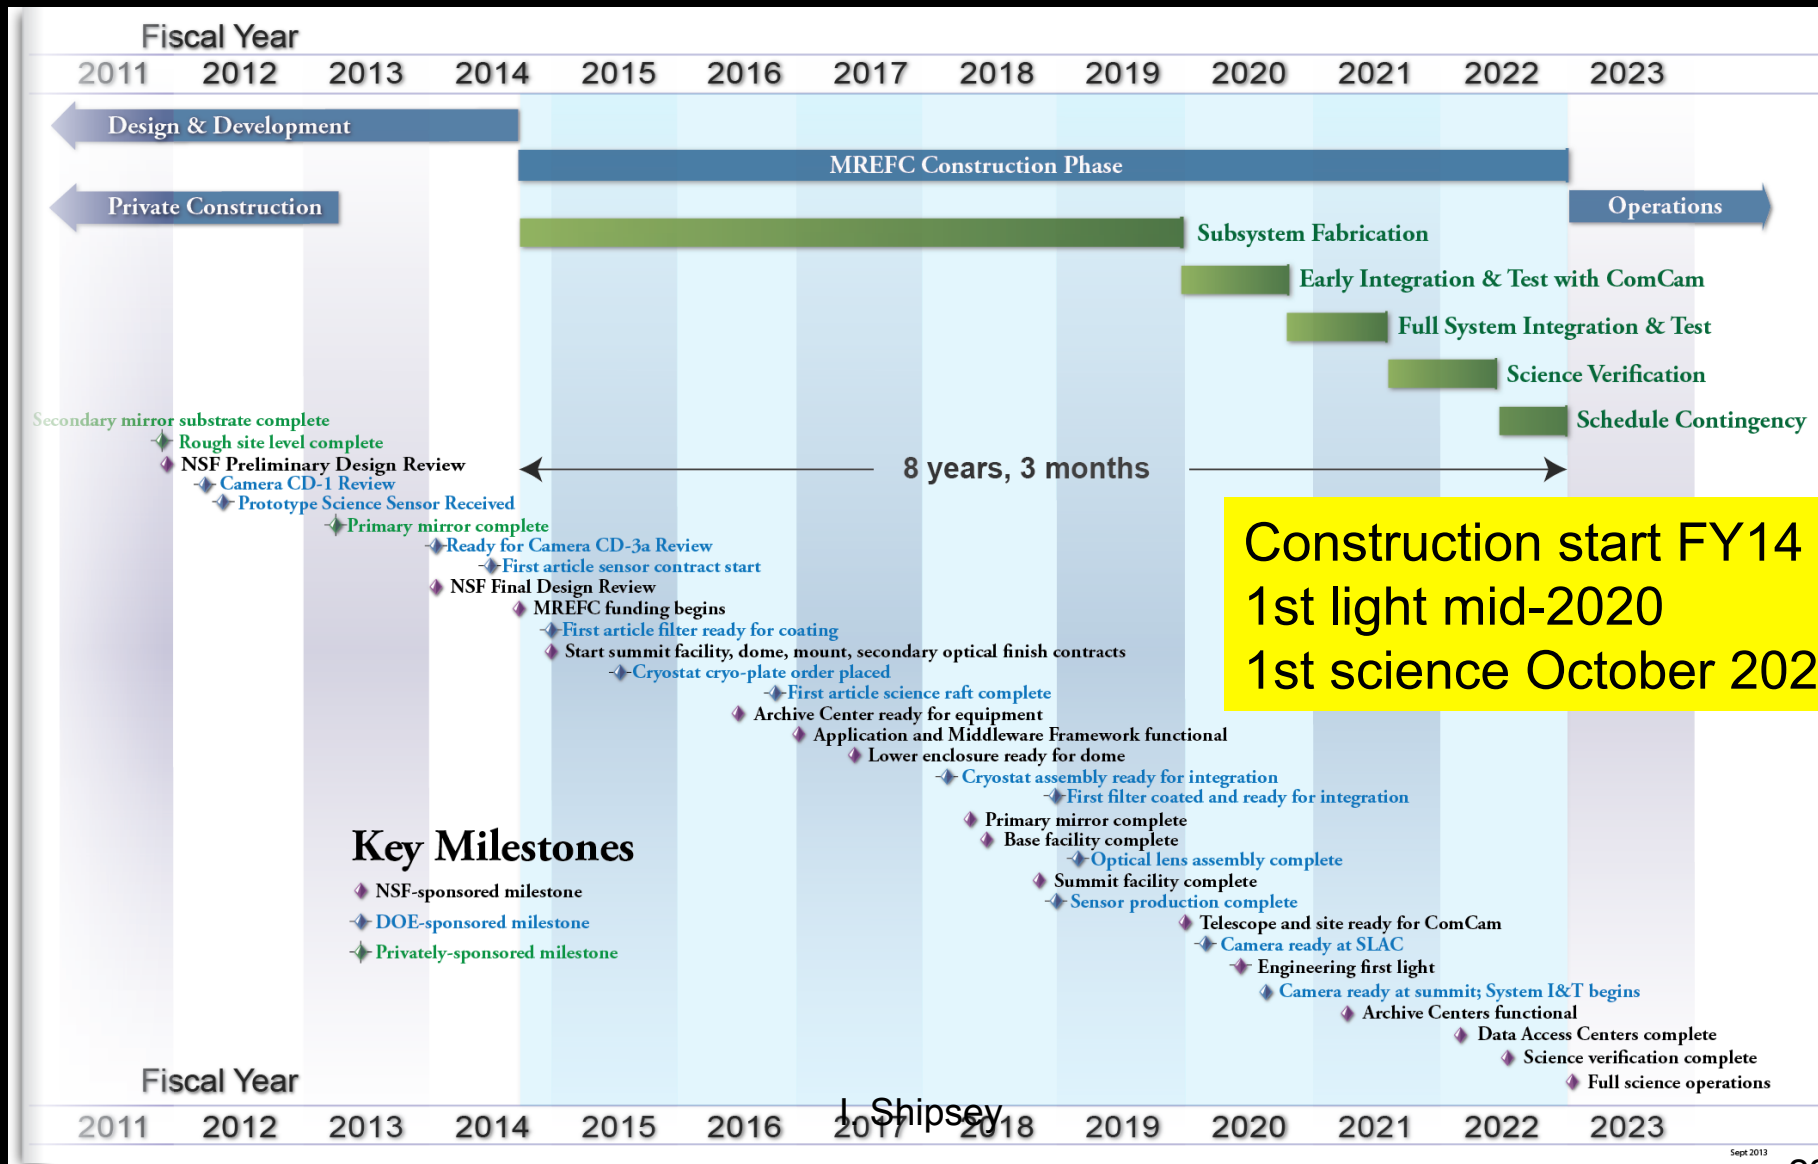 Fiscal Year
2011 2012 2013 2014 2015 2016 2017 2018 2019 2020 2021 2022 2023
Design & Development
MREFC Construction Phase
Private Construction
Operations
Subsystem Fabrication
Early Integration & Test with ComCam
Full System Integration & Test
Science Verification
Schedule Contingency
Secondary mirror substrate complete
Rough site level complete
NSF Preliminary Design Review
8 years, 3 months
Camera CD-1 Review
Prototype Science Sensor Received
Primary mirror complete
Ready for Camera CD-3a Review
First article sensor contract start
NSF Final Design Review
MREFC funding begins
First article filter ready for coating
Start summit facility, dome, mount, secondary optical finish contracts
Cryostat cryo-plate order placed
First article science raft complete
Archive Center ready for equipment
Application and Middleware Framework functional
Lower enclosure ready for dome
Cryostat assembly ready for integration
First filter coated and ready for integration
Primary mirror complete
Base facility complete
Optical lens assembly complete
Summit facility complete
Sensor production complete
Telescope and site ready for ComCam
Camera ready at SLAC
Engineering first light
Camera ready at summit; System I&T begins
Archive Centers functional
Data Access Centers complete
Science verification complete
Full science operations
Construction start FY14
1st light mid-2020
1st science October 202
Key Milestones
NSF-sponsored milestone
DOE-sponsored milestone
Privately-sponsored milestone
Fiscal Year
2011 2012 2013 2014 2015 2016 2017 2018 2019 2020 2021 2022 2023
I. Shipsey
Sept 2013